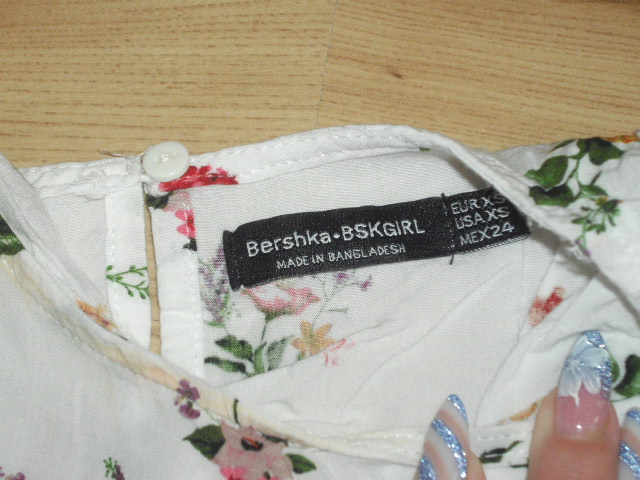 Bershka•BSKGIRL
MADE IN BANGLADESH
EUR XS
USA XS
MEX 24